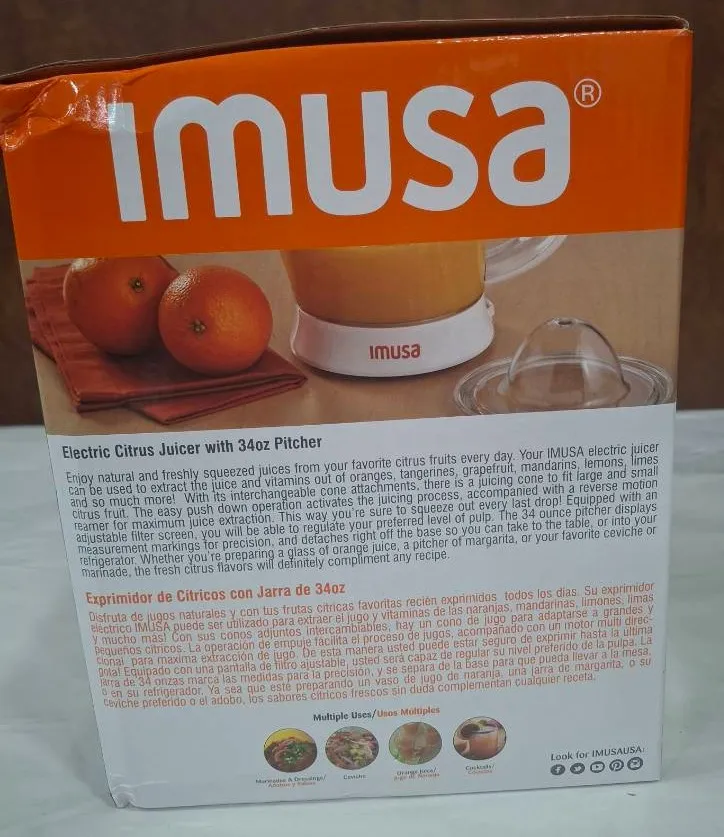 imusa®
imusa
Electric Citrus Juicer with 34oz Pitcher
Enjoy natural and freshly squeezed juices from your favorite citrus fruits every day. Your IMUSA electric juicer
can be used to extract the juice and vitamins out of oranges, tangerines, grapefruit, mandarins, lemons, limes
and so much more! With its interchangeable cone attachments, there is a juicing cone to fit large and small
citrus fruit. The easy push down operation activates the juicing process, accompanied with a reverse motion
reamer for maximum juice extraction. This way you're sure to squeeze out every last drop! Equipped with an
adjustable filter screen, you will be able to regulate your preferred level of pulp. The 34 ounce pitcher displays
measurement markings for precision, and detaches right off the base so you can take to the table, or into your
refrigerator. Whether you're preparing a glass of orange juice, a pitcher of margarita, or your favorite ceviche or
marinade, the fresh citrus flavors will definitely compliment any recipe.
Exprimidor de Cítricos con Jarra de 34oz
Disfruta de jugos naturales y con tus frutas cítricas favoritas recién exprimidos todos los días. Su exprimidor
eléctrico IMUSA puede ser utilizado para extraer el jugo y vitaminas de las naranjas, mandarinas, limones, limas
y mucho más! Con sus conos adjuntos intercambiables, hay un cono de jugo para adaptarse a grandes y
pequeños cítricos. La operación de empuje facilita el proceso de jugos, acompañado con un motor multi direc-
cional para maxima extracción de jugo. De esta manera usted puede estar seguro de exprimir hasta la ultima
gota! Equipado con una pantalla de filtro ajustable, usted será capaz de regular su nivel preferido de la pulpa. La
jarra de 34 onzas marca las medidas para la precisión, y se separa de la base para que pueda llevar a la mesa,
o en su refrigerador. Ya sea que esté preparando un vaso de jugo de naranja, una jarra de margarita, o su
ceviche preferido o el adobo, los sabores cítricos frescos sin duda complementan cualquier receta.
Multiple Uses/Usos Múltiples
Marinades & Dressings/
Ceviche
Orange Juice/
Jugo de Naranja
Cocktails/
Cocteles
Look for IMUSAUSA: